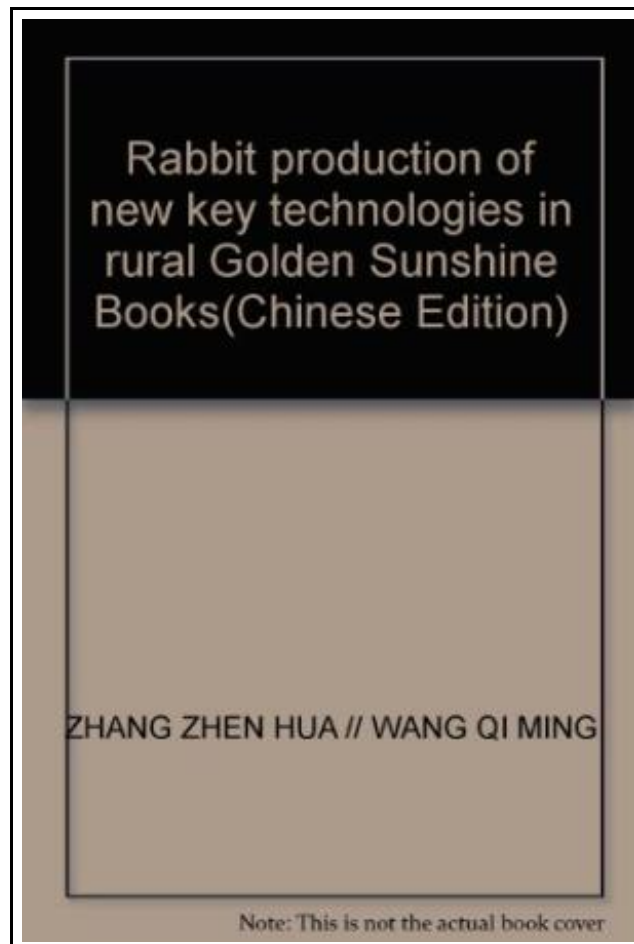 Rabbit production of
new key technologies in
rural Golden Sunshine
Books(Chinese Edition)
ZHANG ZHEN HUA // WANG QI MING
Note: This is not the actual book cover